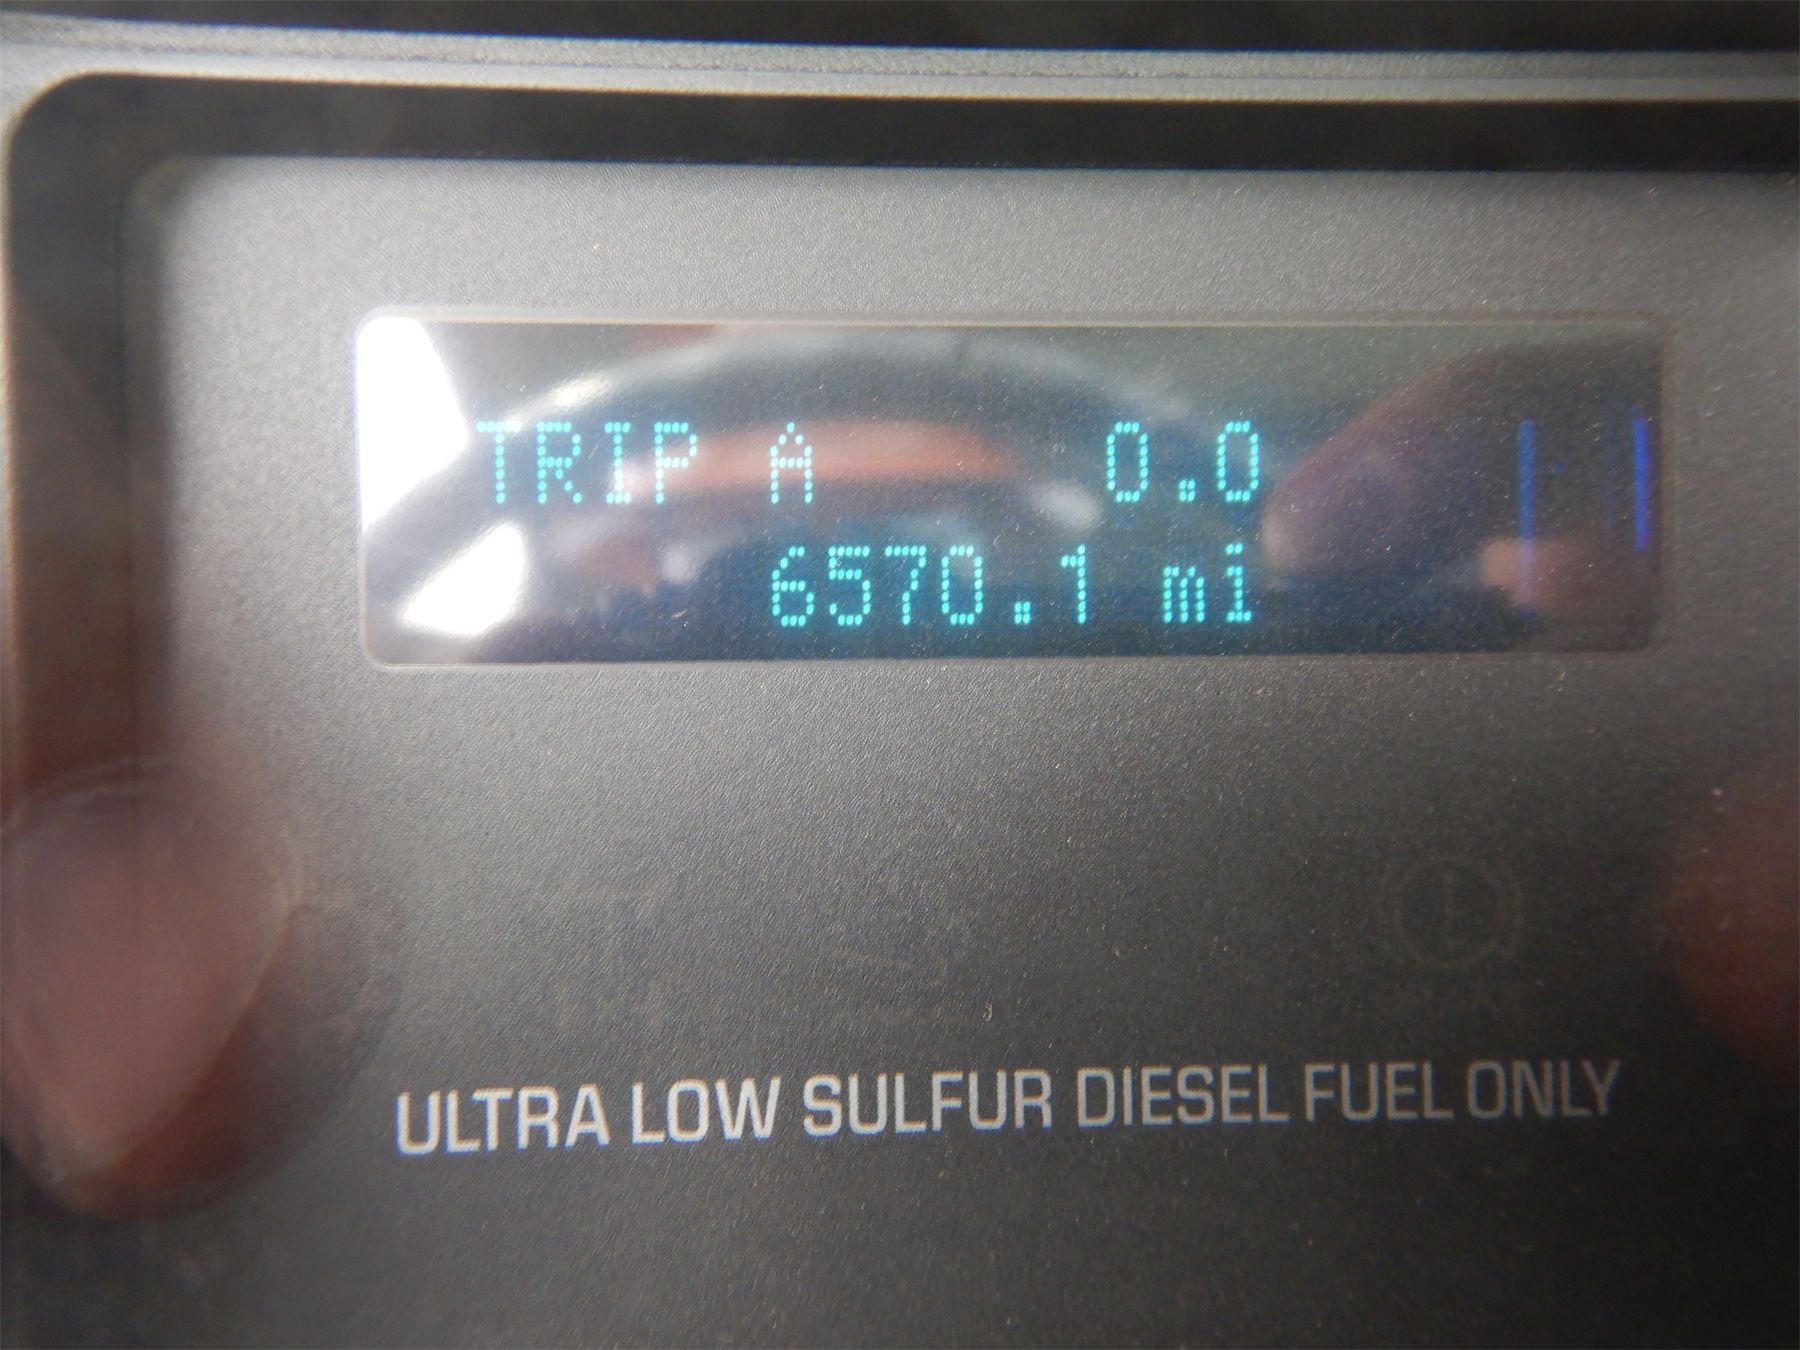 TRIP A 0.0
6570.1 mi
ULTRA LOW SULFUR DIESEL FUEL ONLY